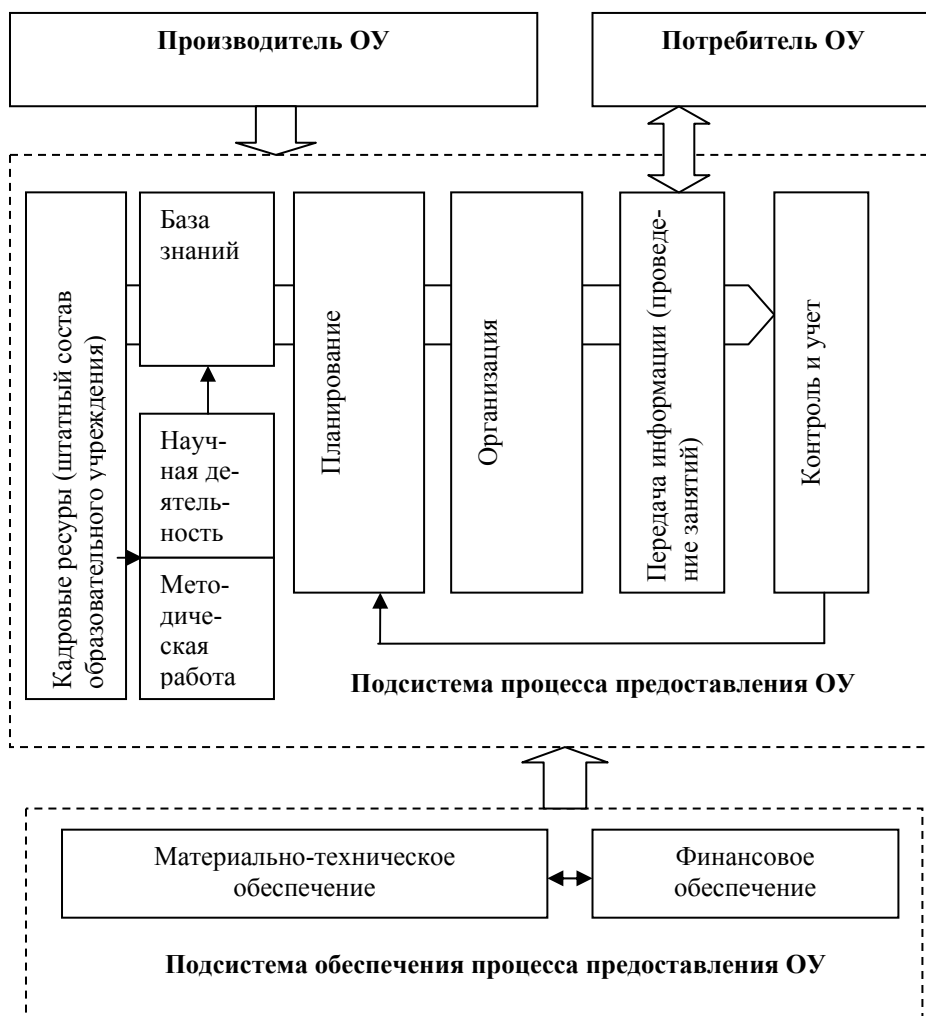 Производитель ОУ
Потребитель ОУ
Кадровые ресуры (штатный состав
образовательного учреждения)
База
знаний
Науч-
ная де-
ятель-
ность
Мето-
диче-
ская
работа
Планирование
Организация
Передача информации (проведе-
ние занятий)
Контроль и учет
Подсистема процесса предоставления ОУ
Материально-техническое
обеспечение
Финансовое
обеспечение
Подсистема обеспечения процесса предоставления ОУ